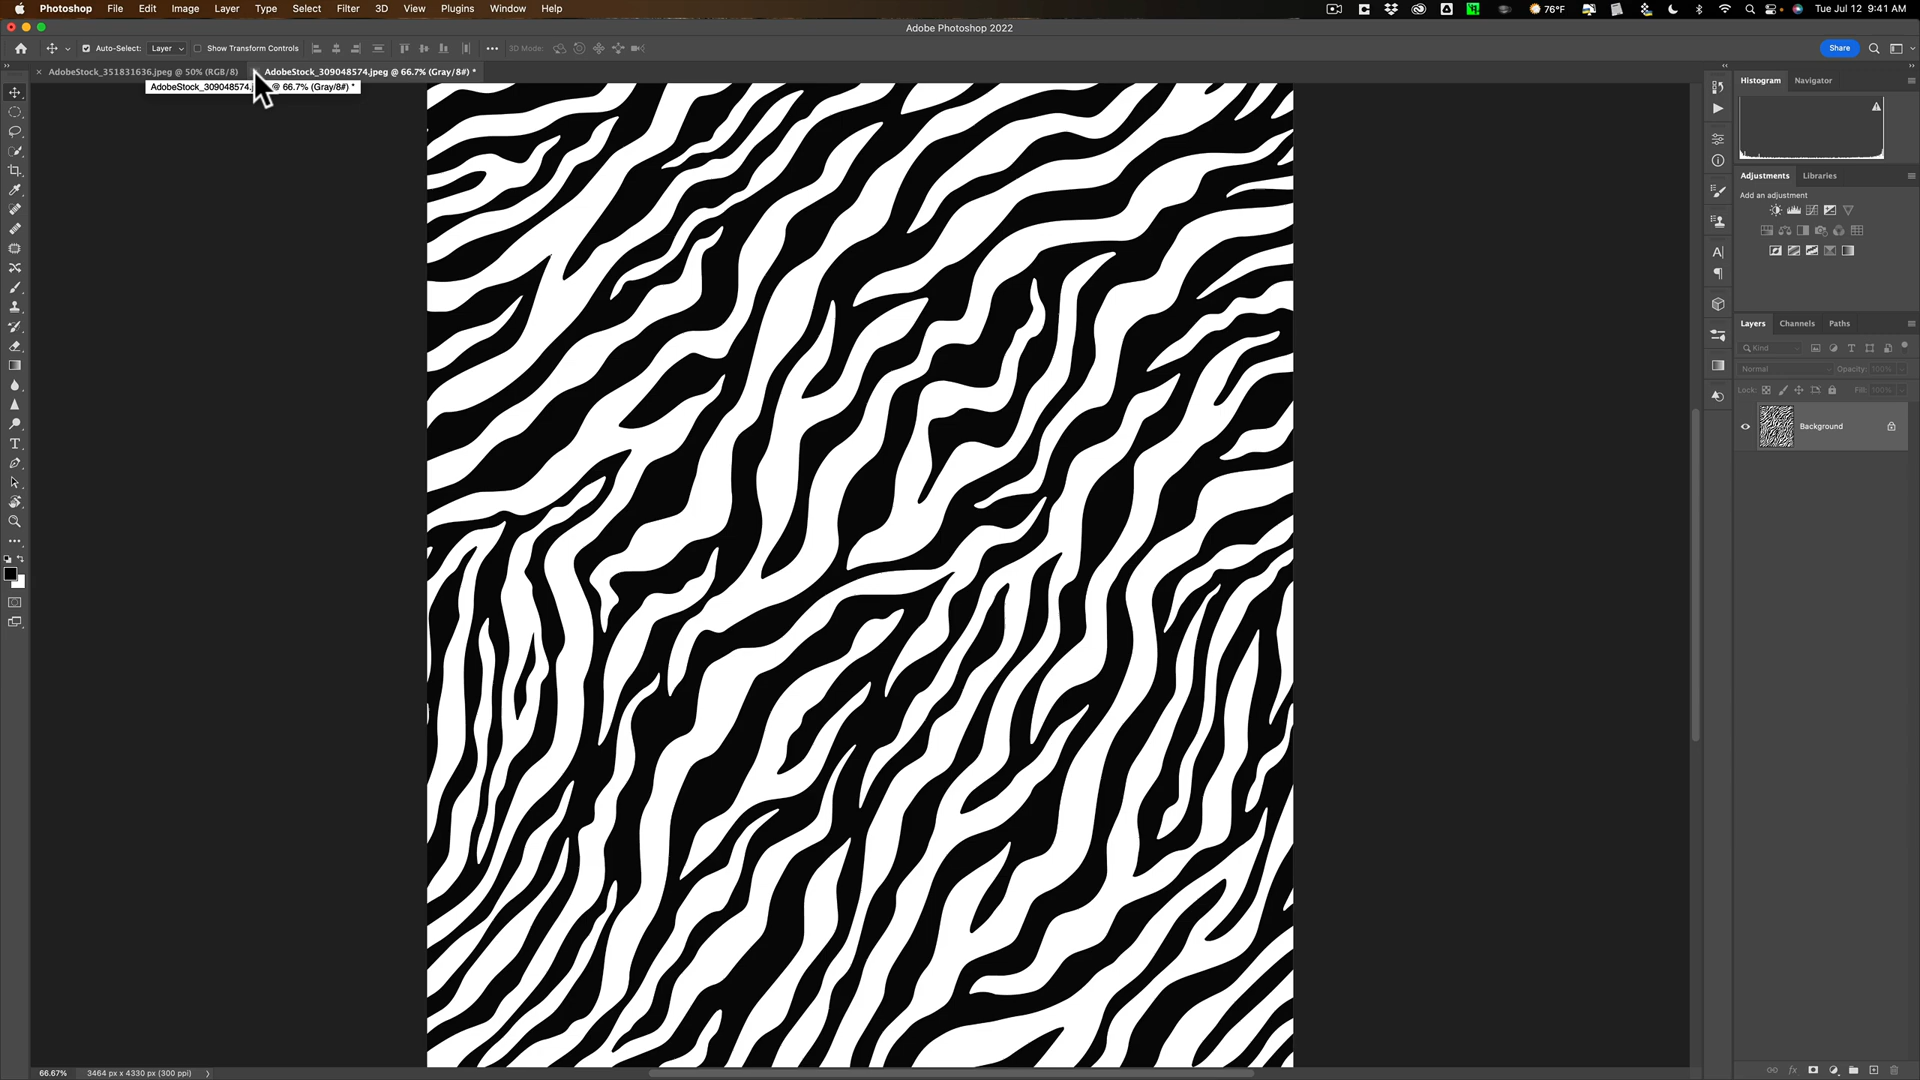 Photoshop File Edit Image Layer Type Select Filter 3D View Plugins Window Help 76°F Tue Jul 12 9:41 AM
Adobe Photoshop 2022
Auto-Select: Layer Show Transform Controls 3D Mode: Share
AdobeStock_351831636.jpeg @ 50% (RGB/8) AdobeStock_309048574.jpeg @ 66.7% (Gray/8#) *
AdobeStock_309048574. @ 66.7% (Gray/8#) *
Histogram Navigator
Adjustments Libraries
Add an adjustment
Layers Channels Paths
Kind
Normal Opacity: 100%
Lock: Fill: 100%
Background
66.67% 3464 px x 4330 px (300 ppi)